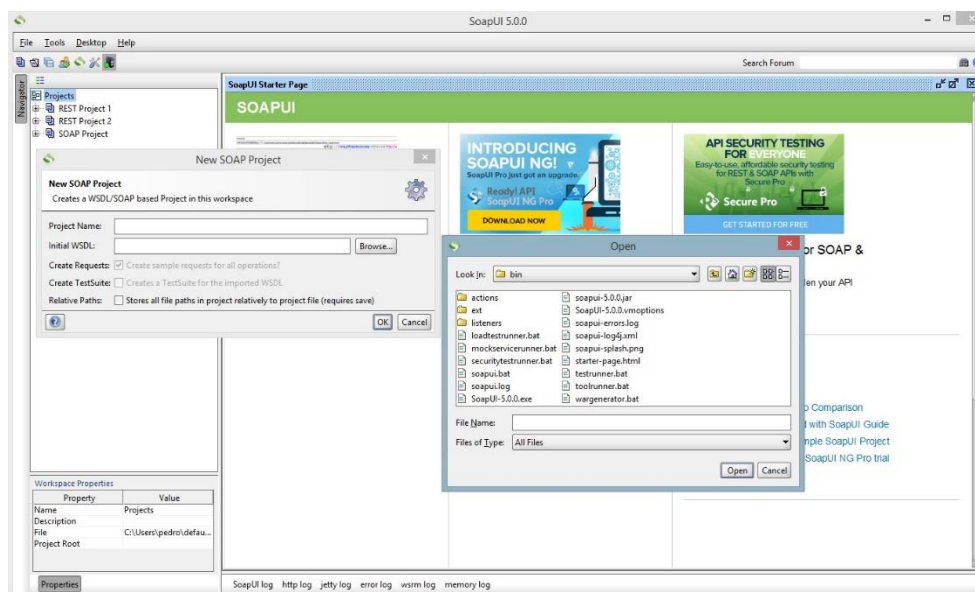 SoapUI 5.0.0
File Tools Desktop Help
Search Forum
Navigator
Projects
REST Project 1
REST Project 2
SOAP Project
SoapUI Starter Page
SOAPUI
INTRODUCING
SOAPUI NG!
SoapUI Pro just got an upgrade.
Ready! API
SoapUI NG Pro
DOWNLOAD NOW
API SECURITY TESTING
FOR EVERYONE
Easy-to-use, affordable security testing
for REST & SOAP APIs with
Secure Pro
Secure Pro
GET STARTED FOR FREE
or SOAP &
en your API
Comparison
with SoapUI Guide
mple SoapUI Project
SoapUI NG Pro trial
New SOAP Project
New SOAP Project
Creates a WSDL/SOAP based Project in this workspace
Project Name:
Initial WSDL: Browse...
Create Requests: Create sample requests for all operations?
Create TestSuite: Creates a TestSuite for the imported WSDL
Relative Paths: Stores all file paths in project relatively to project file (requires save)
OK Cancel
Open
Look In: bin
actions
ext
listeners
loadtestrunner.bat
mockservicerunner.bat
securitytestrunner.bat
soapui.bat
soapui.log
SoapUI-5.0.0.exe
soapui-5.0.0.jar
SoapUI-5.0.0.vmoptions
soapui-errors.log
soapui-log4j.xml
soapui-splash.png
starter-page.html
testrunner.bat
toolrunner.bat
wargenerator.bat
File Name:
Files of Type: All Files
Open Cancel
Workspace Properties
Property Value
Name Projects
Description
File C:\Users\pedro\defau...
Project Root
Properties
SoapUI log http log jetty log error log wsrm log memory log